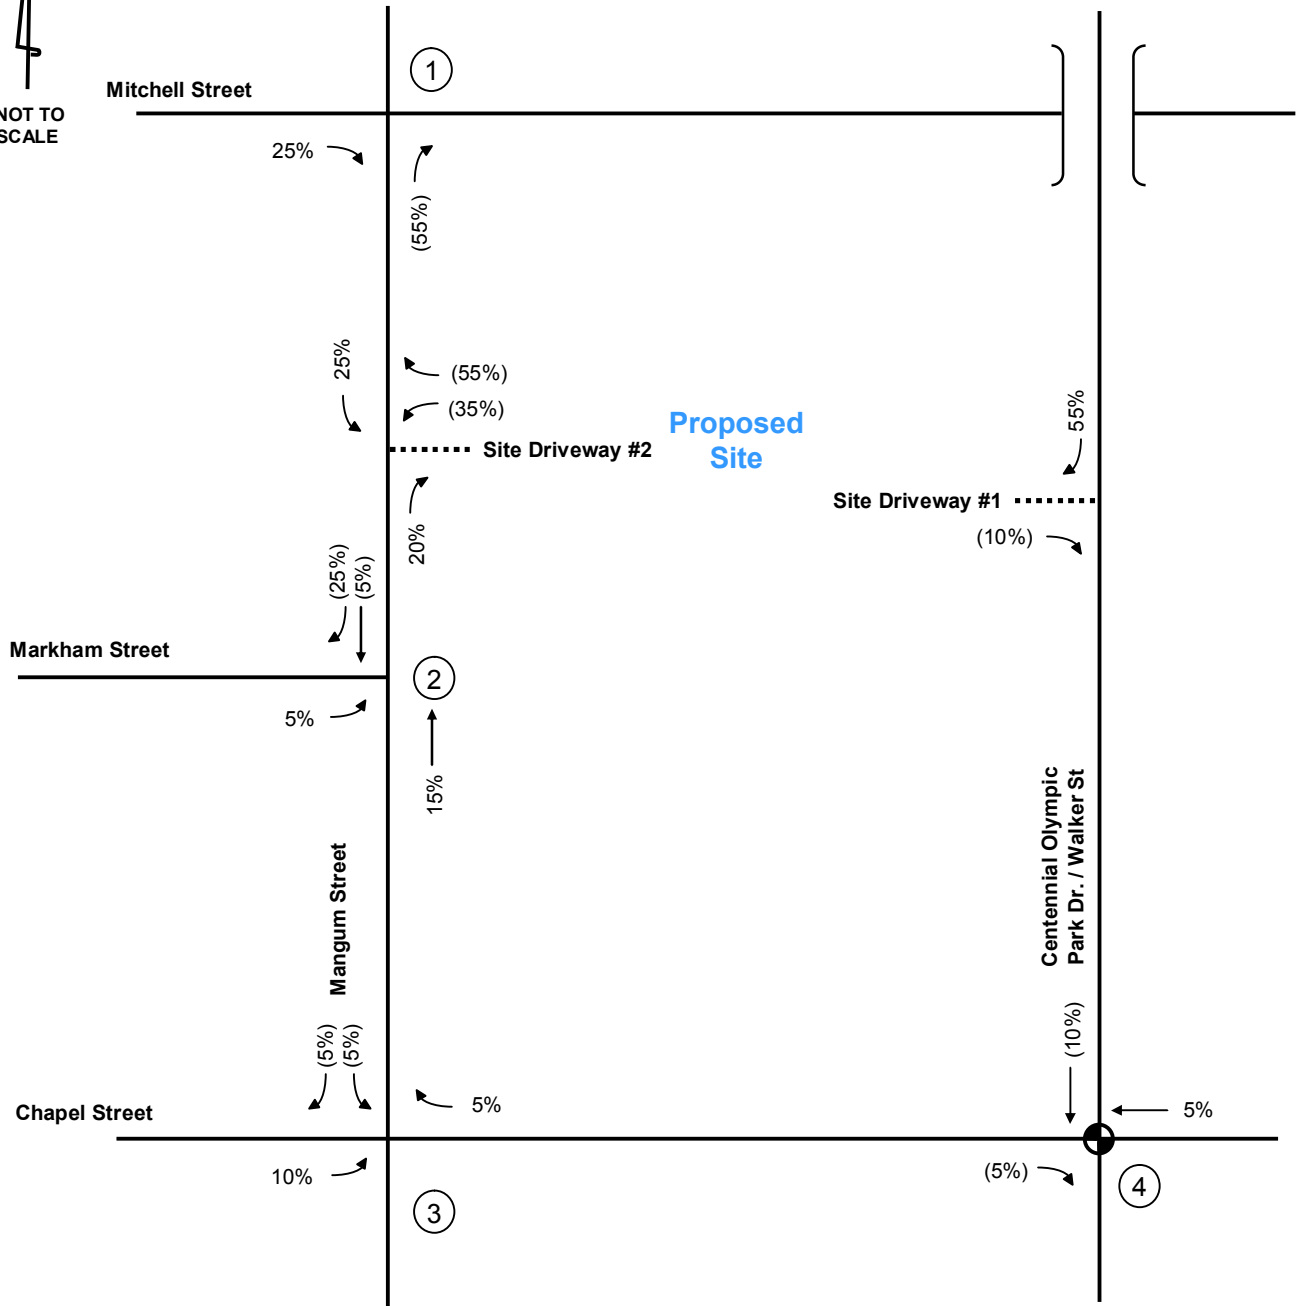 1
Mitchell Street
NOT TO
SCALE
25%
(55%)
25%
(55%)
(35%)
Proposed
Site
55%
Site Driveway #2
Site Driveway #1
20%
(10%)
(25%)
(5%)
Markham Street
2
5%
15%
Centennial Olympic
Park Dr. / Walker St
Mangum Street
(10%)
(5%)
(5%)
5%
5%
Chapel Street
10%
(5%)
4
3